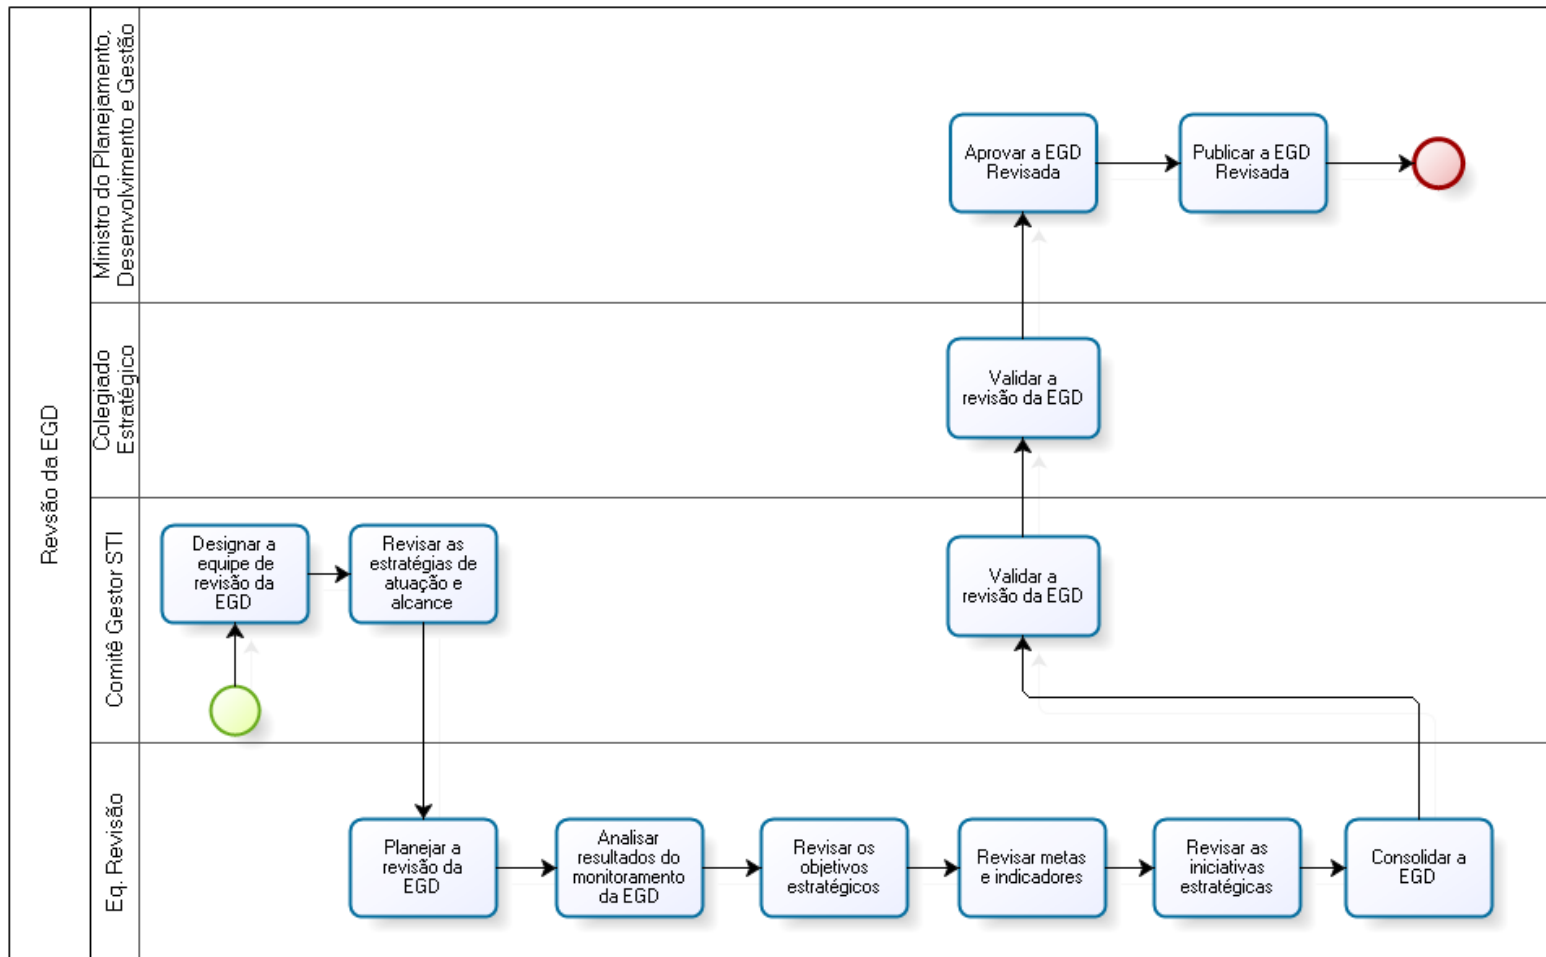 Revsão da EGD
Ministro do Planejamento,
Desenvolvimento e Gestão
Aprovar a EGD
Revisada
Publicar a EGD
Revisada
Colegiado
Estratégico
Validar a
revisão da EGD
Comitê Gestor STI
Designar a
equipe de
revisão da
EGD
Revisar as
estratégias de
atuação e
alcance
Validar a
revisão da EGD
Eq. Revisão
Planejar a
revisão da
EGD
Analisar
resultados do
monitoramento
da EGD
Revisar os
objetivos
estratégicos
Revisar metas
e indicadores
Revisar as
iniciativas
estratégicas
Consolidar a
EGD